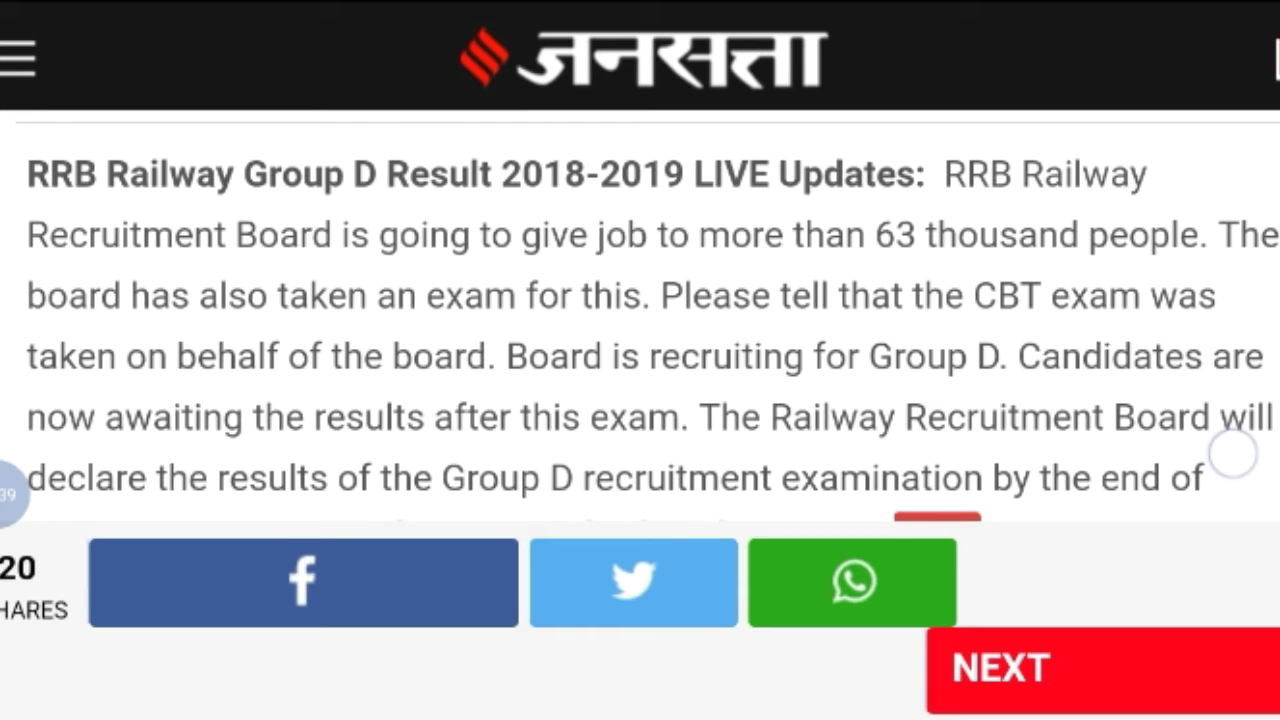 जनसत्ता
RRB Railway Group D Result 2018-2019 LIVE Updates: RRB Railway
Recruitment Board is going to give job to more than 63 thousand people. The
board has also taken an exam for this. Please tell that the CBT exam was
taken on behalf of the board. Board is recruiting for Group D. Candidates are
now awaiting the results after this exam. The Railway Recruitment Board will
declare the results of the Group D recruitment examination by the end of
39
20
HARES
NEXT